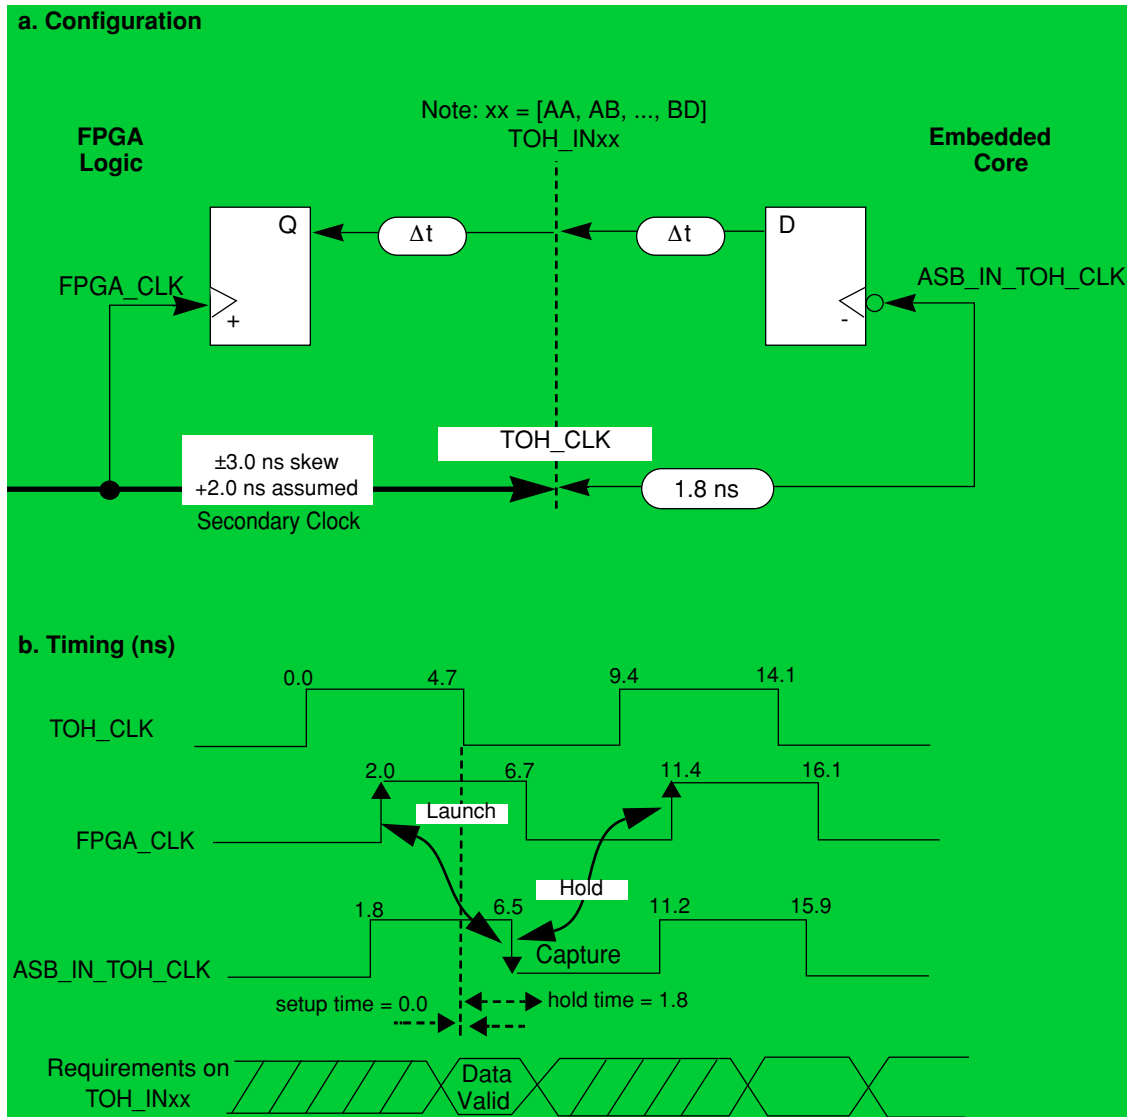 a. Configuration
Note: xx = [AA, AB, ..., BD]
TOH_INxx
FPGA
Logic
Embedded
Core
Q
Δt
Δt
D
FPGA_CLK
+
ASB_IN_TOH_CLK
-
TOH_CLK
±3.0 ns skew
+2.0 ns assumed
Secondary Clock
1.8 ns
b. Timing (ns)
0.0 4.7 9.4 14.1
TOH_CLK
2.0 6.7 11.4 16.1
Launch
FPGA_CLK
Hold
1.8 6.5 11.2 15.9
Capture
ASB_IN_TOH_CLK
setup time = 0.0 hold time = 1.8
Requirements on
TOH_INxx
Data
Valid